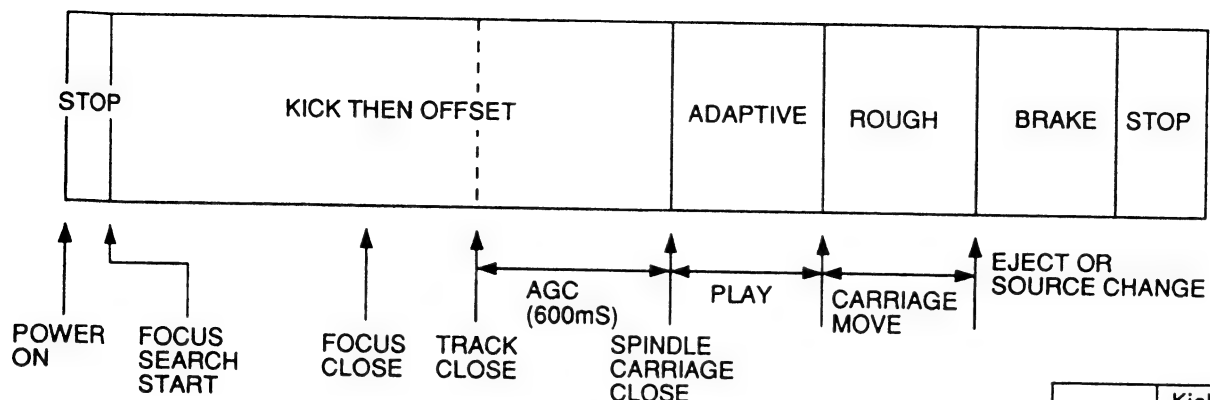 STOP
KICK THEN OFFSET
ADAPTIVE
ROUGH
BRAKE
STOP
POWER
ON
FOCUS
SEARCH
START
FOCUS
CLOSE
TRACK
CLOSE
AGC
(600mS)
SPINDLE
CARRIAGE
CLOSE
PLAY
CARRIAGE
MOVE
EJECT OR
SOURCE CHANGE